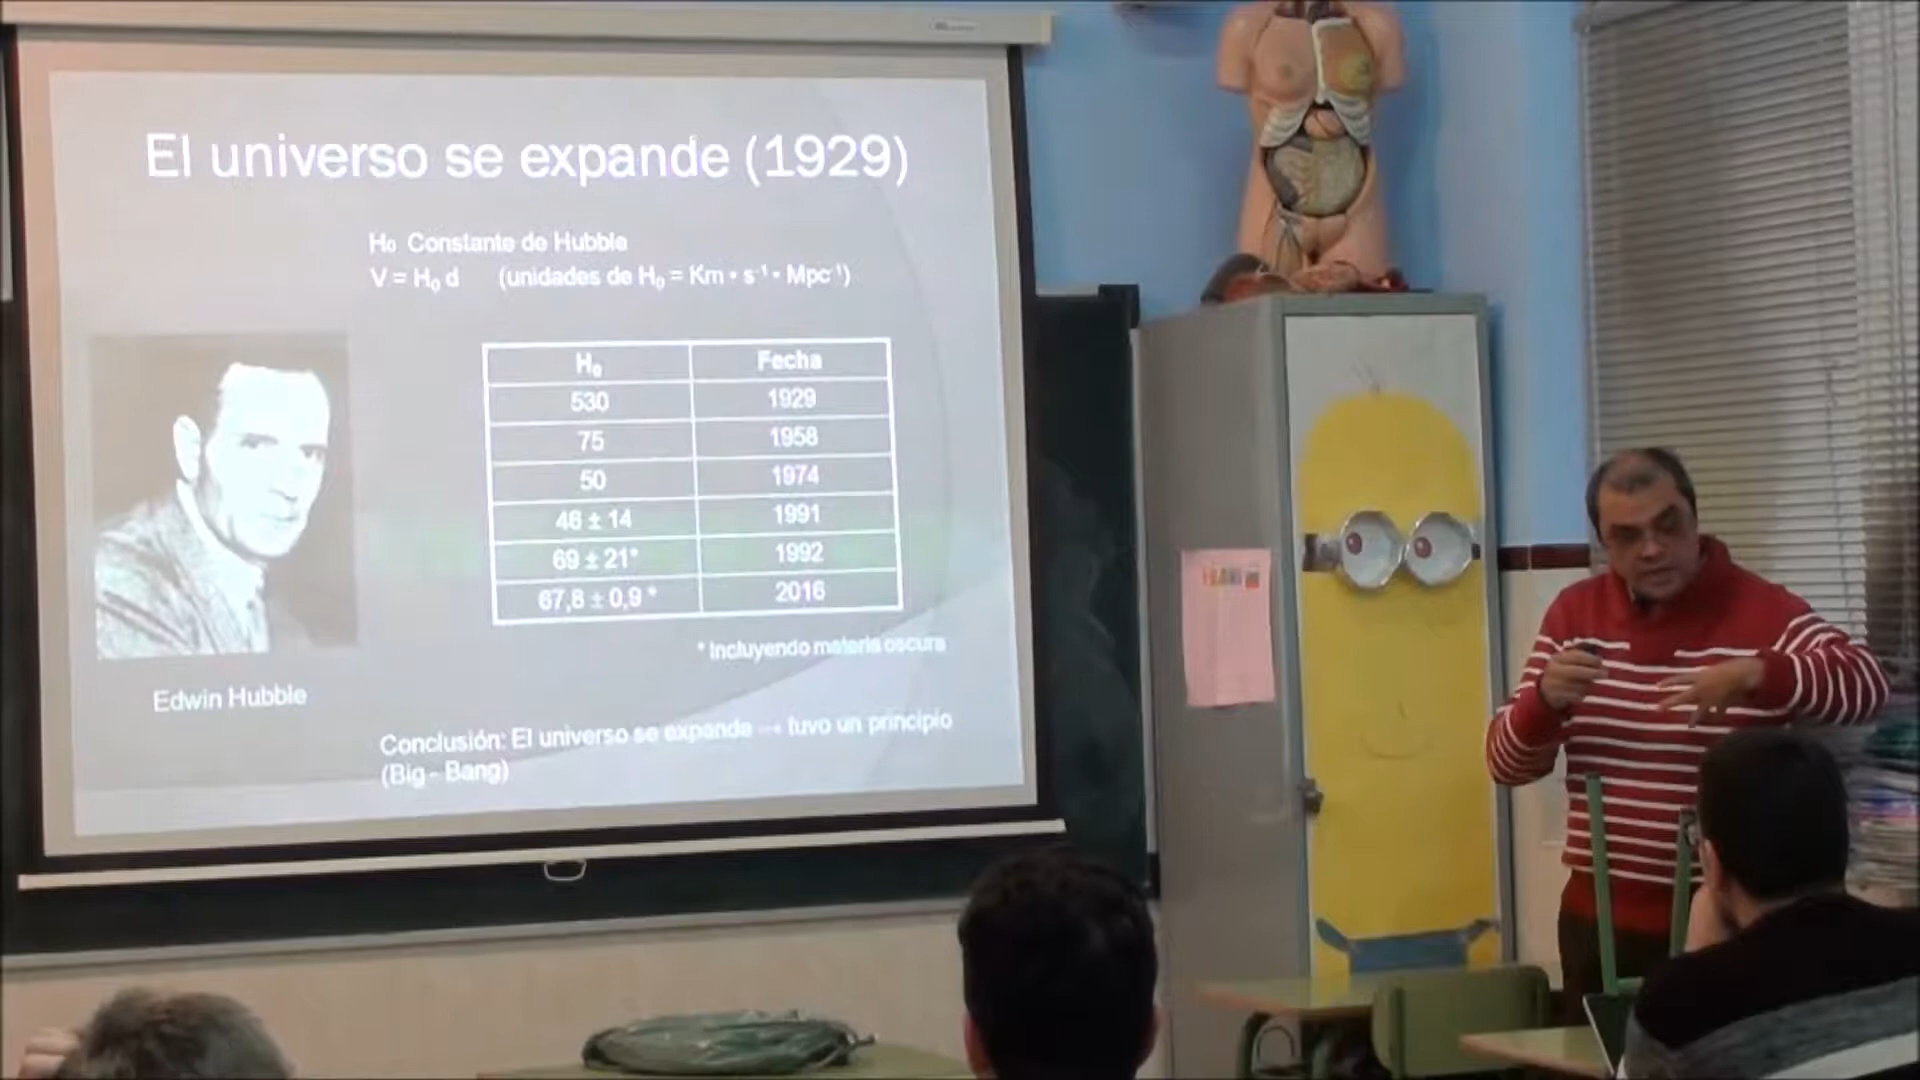 El universo se expande (1929)
H₀ Constante de Hubble
V = H₀ d (unidades de H₀ = Km • s⁻¹ • Mpc⁻¹)
H₀ Fecha
530 1929
75 1958
50 1974
46 ± 14 1991
69 ± 21* 1992
67,8 ± 0,9 * 2016
* Incluyendo materia oscura
Edwin Hubble
Conclusión: El universo se expande → tuvo un principio
(Big - Bang)